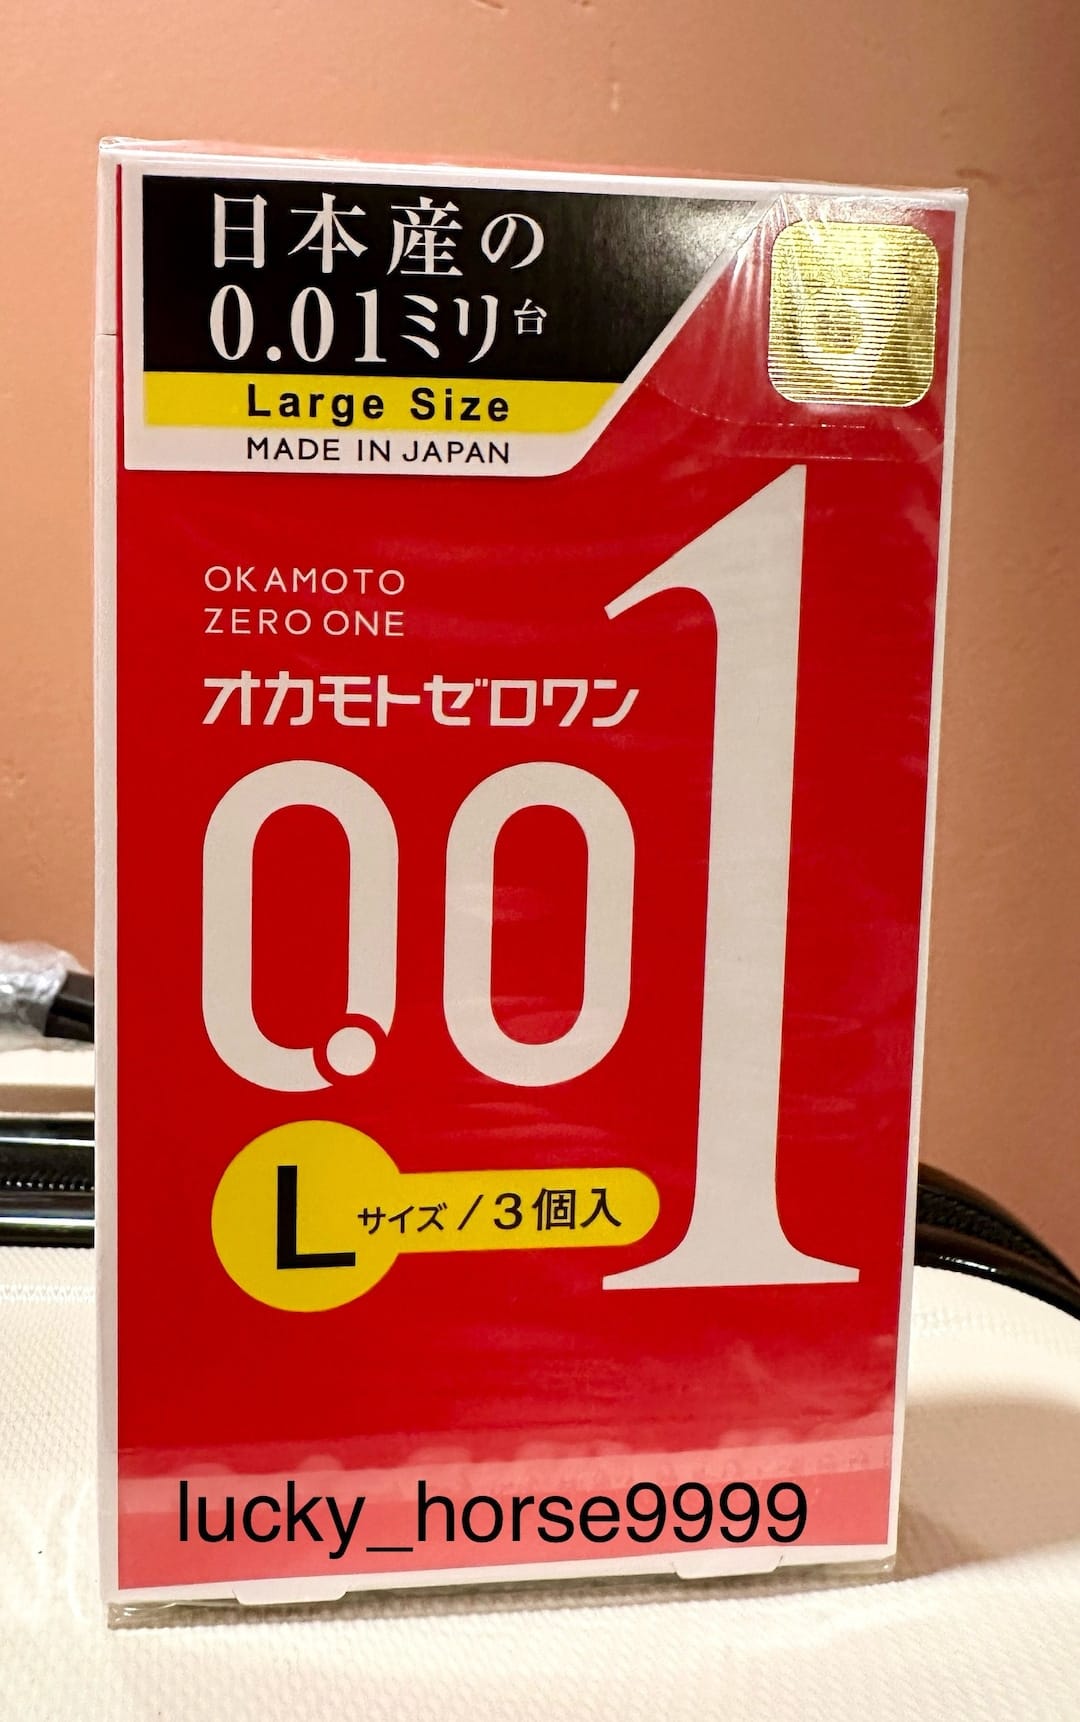 日本産の
0.01ミリ台
Large Size
MADE IN JAPAN
OKAMOTO
ZERO ONE
オカモトゼロワン
0.01
Lサイズ/3個入
lucky_horse9999